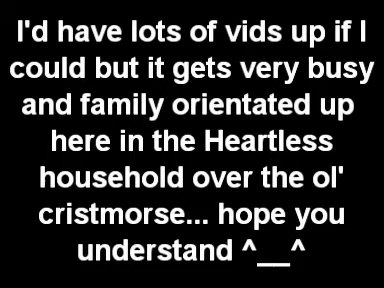 I'd have lots of vids up if I
could but it gets very busy
and family orientated up
here in the Heartless
household over the ol'
cristmorse... hope you
understand ^__^